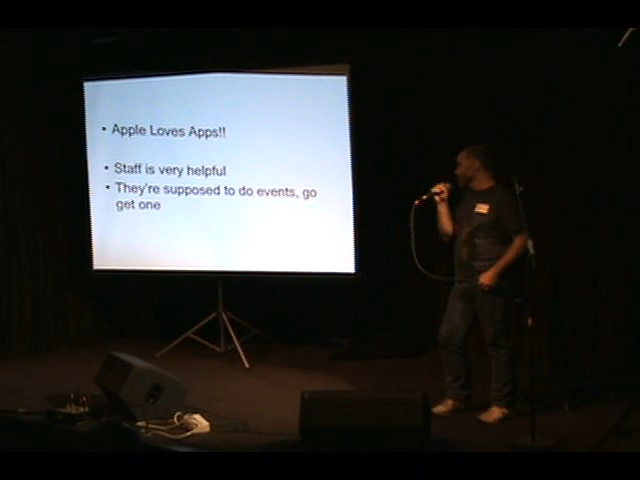 • Apple Loves Apps!!
• Staff is very helpful
• They're supposed to do events, go
get one